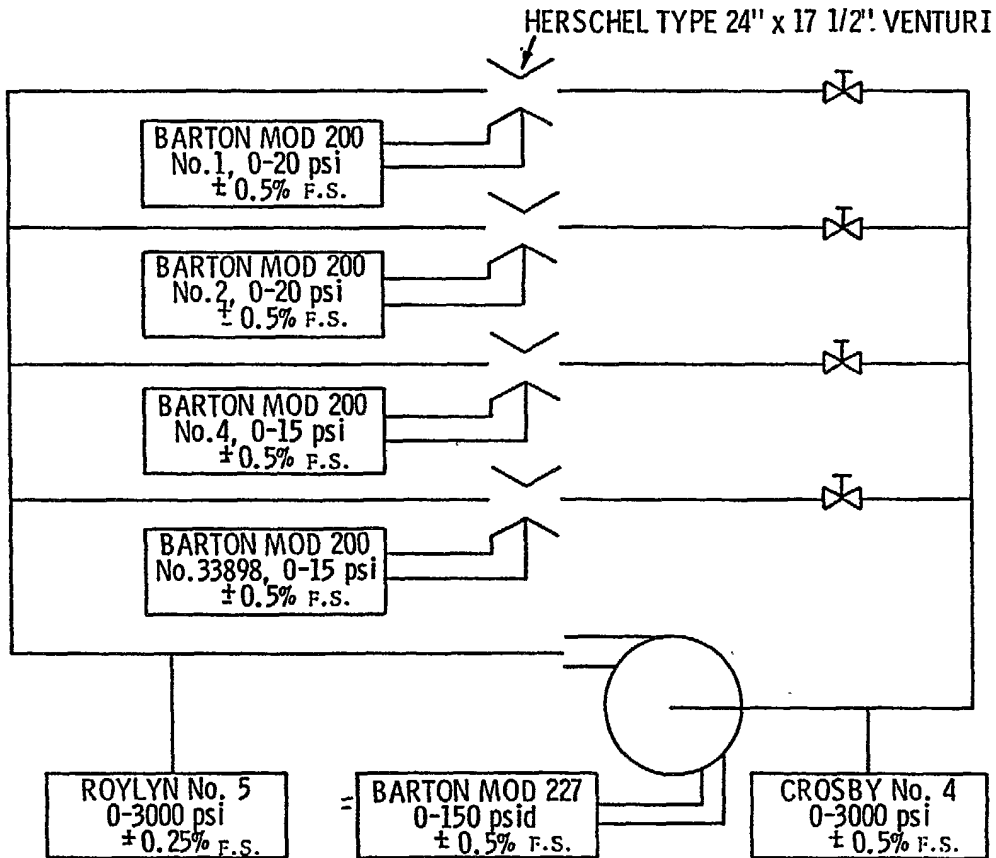 HERSCHEL TYPE 24" x 17 1/2". VENTURI
BARTON MOD 200
No.1, 0-20 psi
± 0.5% F.S.
BARTON MOD 200
No.2, 0-20 psi
± 0.5% F.S.
BARTON MOD 200
No.4, 0-15 psi
±0.5% F.S.
BARTON MOD 200
No.33898, 0-15 psi
±0.5% F.S.
ROYLYN No. 5
0-3000 psi
±0.25% F.S.
= BARTON MOD 227
0-150 psid
± 0.5% F.S.
CROSBY No. 4
0-3000 psi
± 0.5% F.S.